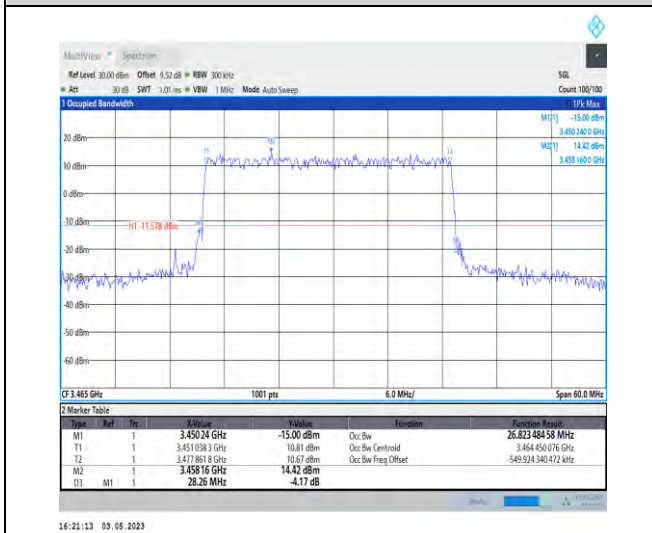 MultiView Spectrum
Ref Level 30.00 dBm Offset 9.52 dB RBW 300 kHz SGL
Att 30 dB SWT 1.01 ms VBW 1 MHz Mode Auto Sweep Count 100/100
1 Occupied Bandwidth 1Pk Max
M1[1] -15.00 dBm
3.450 240 0 GHz
M2[1] 14.42 dBm
3.458 160 0 GHz
20 dBm
T1 M2 T2
10 dBm
0 dBm
-10 dBm
H1 -11.578 dBm
-20 dBm
-30 dBm
-40 dBm
-50 dBm
-60 dBm
CF 3.465 GHz 1001 pts 6.0 MHz/ Span 60.0 MHz
2 Marker Table
Type Ref Trc X-Value Y-Value Function Function Result
M1 1 3.45024 GHz -15.00 dBm Occ Bw 26.823 484 58 MHz
T1 1 3.451 038 3 GHz 10.81 dBm Occ Bw Centroid 3.464 450 076 GHz
T2 1 3.477 861 8 GHz 10.67 dBm Occ Bw Freq Offset -549.924 340 472 kHz
M2 1 3.45816 GHz 14.42 dBm
D3 M1 1 28.26 MHz -4.17 dB
16:21:13 03.05.2023